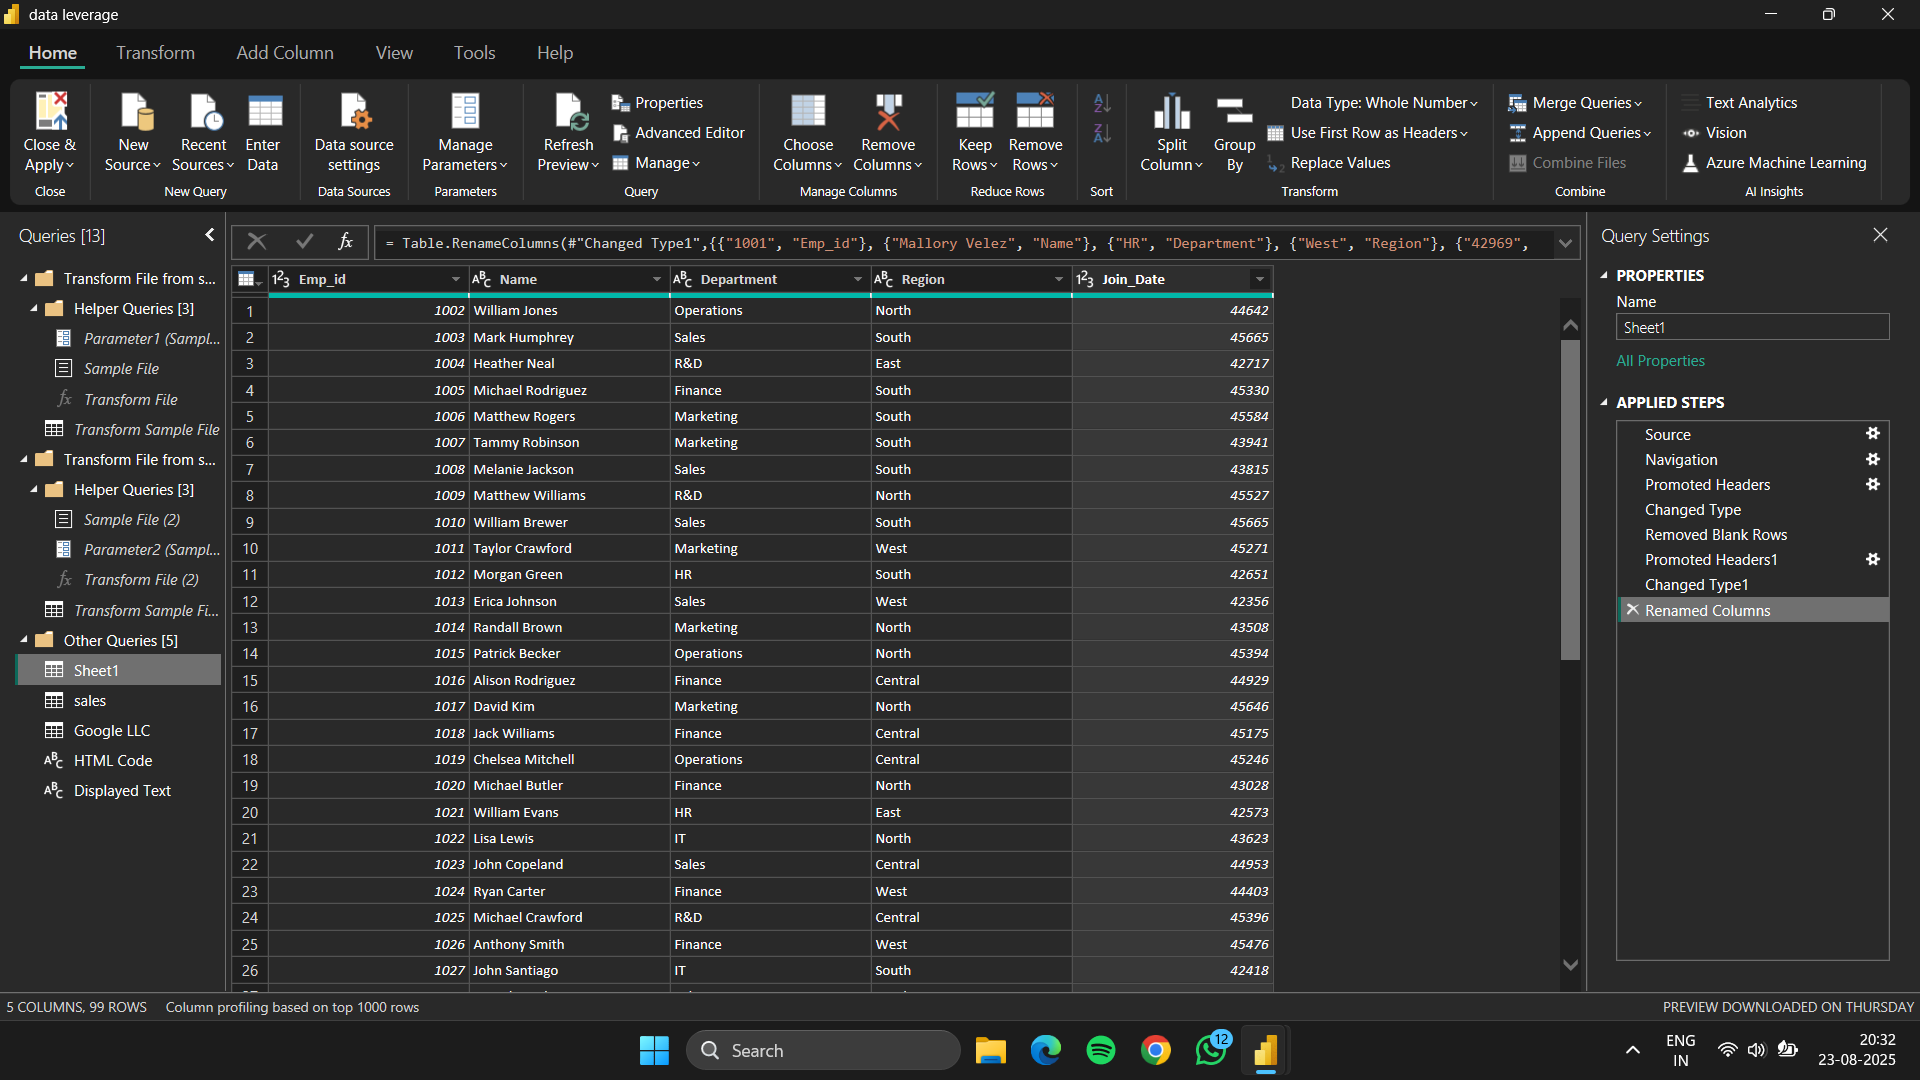 data leverage
Home Transform Add Column View Tools Help
Close & Apply
Close
New Source
Recent Sources
Enter Data
New Query
Data source settings
Data Sources
Manage Parameters
Parameters
Refresh Preview
Properties
Advanced Editor
Manage
Query
Choose Columns
Remove Columns
Manage Columns
Keep Rows
Remove Rows
Reduce Rows
Sort
Split Column
Group By
Data Type: Whole Number
Use First Row as Headers
Replace Values
Transform
Merge Queries
Append Queries
Combine Files
Combine
Text Analytics
Vision
Azure Machine Learning
AI Insights
Queries [13]
Transform File from s...
Helper Queries [3]
Parameter1 (Sampl...
Sample File
Transform File
Transform Sample File
Transform File from s...
Helper Queries [3]
Sample File (2)
Parameter2 (Sampl...
Transform File (2)
Transform Sample Fi...
Other Queries [5]
Sheet1
sales
Google LLC
HTML Code
Displayed Text
= Table.RenameColumns(#"Changed Type1",{{"1001", "Emp_id"}, {"Mallory Velez", "Name"}, {"HR", "Department"}, {"West", "Region"}, {"42969",
Emp_id Name Department Region Join_Date
1 1002 William Jones Operations North 44642
2 1003 Mark Humphrey Sales South 45665
3 1004 Heather Neal R&D East 42717
4 1005 Michael Rodriguez Finance South 45330
5 1006 Matthew Rogers Marketing South 45584
6 1007 Tammy Robinson Marketing South 43941
7 1008 Melanie Jackson Sales South 43815
8 1009 Matthew Williams R&D North 45527
9 1010 William Brewer Sales South 45665
10 1011 Taylor Crawford Marketing West 45271
11 1012 Morgan Green HR South 42651
12 1013 Erica Johnson Sales West 42356
13 1014 Randall Brown Marketing North 43508
14 1015 Patrick Becker Operations North 45394
15 1016 Alison Rodriguez Finance Central 44929
16 1017 David Kim Marketing North 45646
17 1018 Jack Williams Finance Central 45175
18 1019 Chelsea Mitchell Operations Central 45246
19 1020 Michael Butler Finance North 43028
20 1021 William Evans HR East 42573
21 1022 Lisa Lewis IT North 43623
22 1023 John Copeland Sales Central 44953
23 1024 Ryan Carter Finance West 44403
24 1025 Michael Crawford R&D Central 45396
25 1026 Anthony Smith Finance West 45476
26 1027 John Santiago IT South 42418
Query Settings
PROPERTIES
Name
Sheet1
All Properties
APPLIED STEPS
Source
Navigation
Promoted Headers
Changed Type
Removed Blank Rows
Promoted Headers1
Changed Type1
Renamed Columns
5 COLUMNS, 99 ROWS Column profiling based on top 1000 rows
PREVIEW DOWNLOADED ON THURSDAY
Search
12
ENG
IN
20:32
23-08-2025